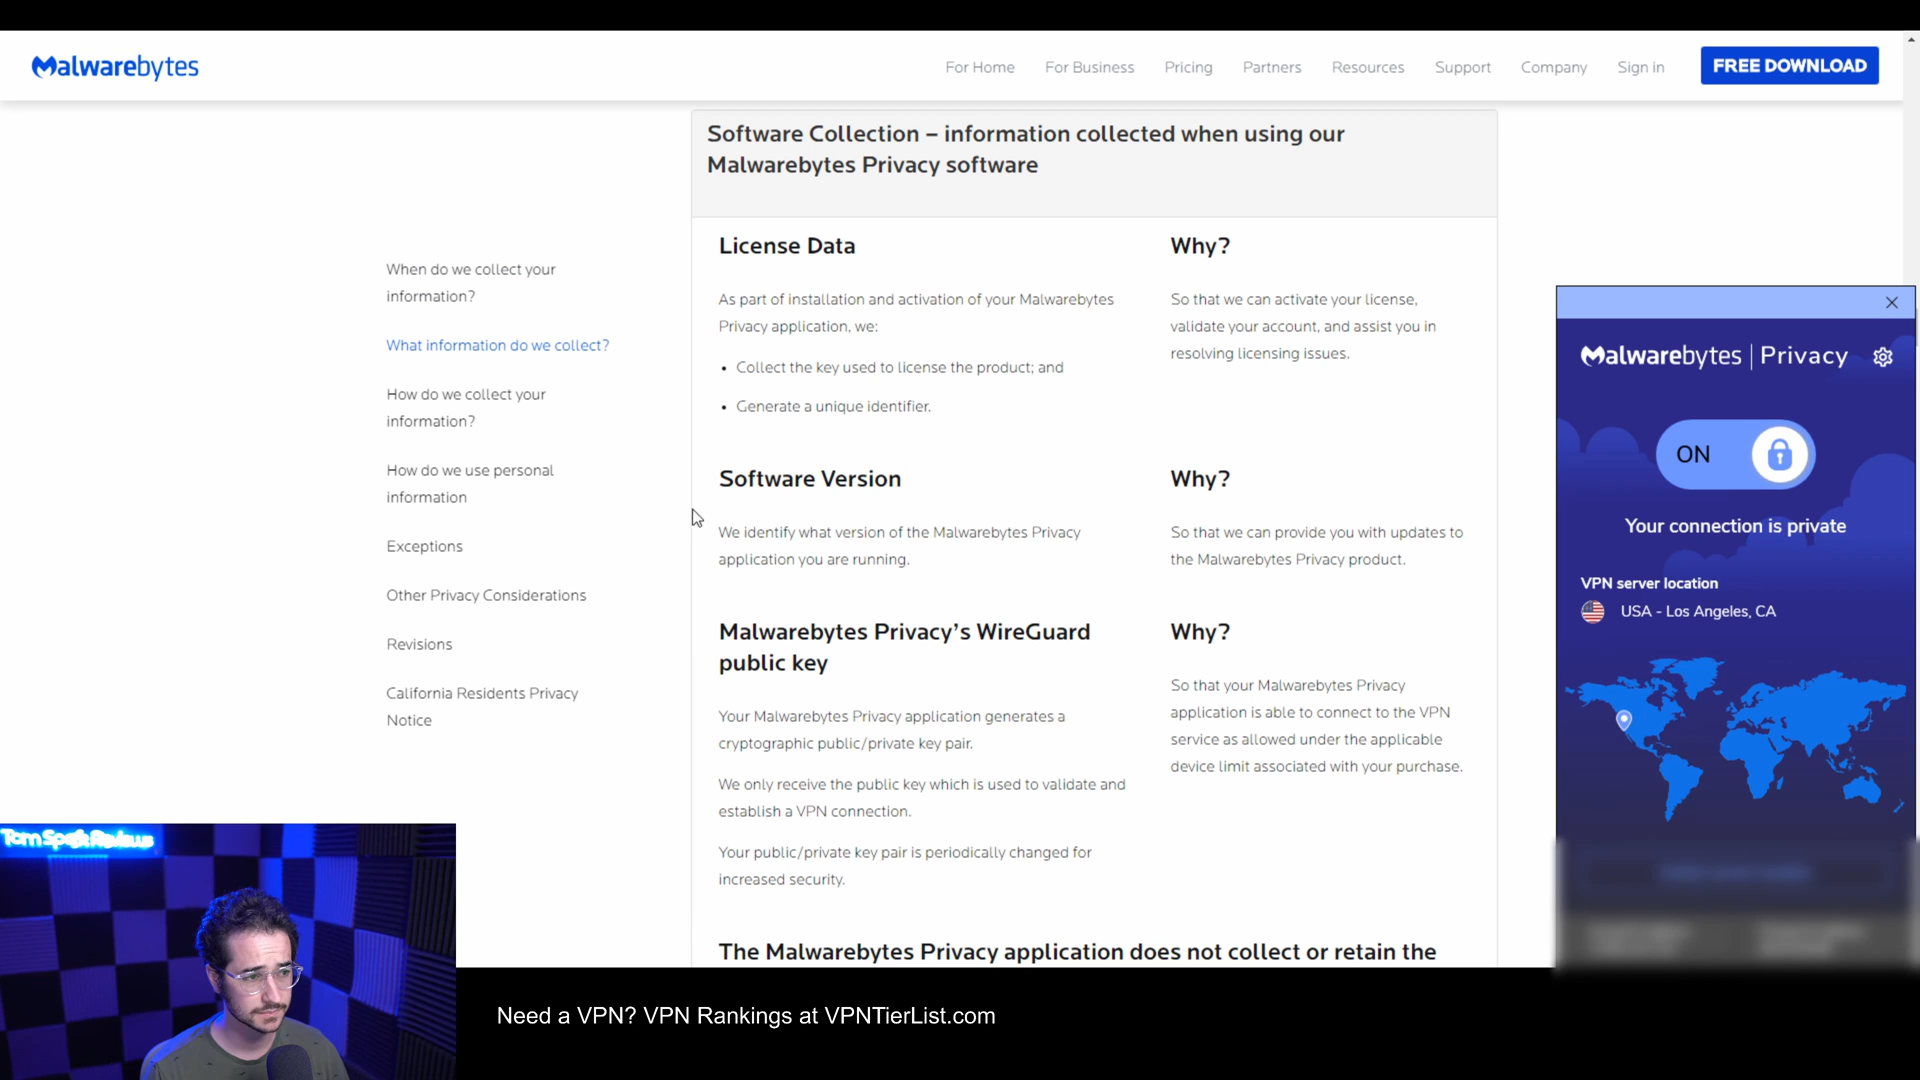 Malwarebytes
For Home
For Business
Pricing
Partners
Resources
Support
Company
Sign in
FREE DOWNLOAD
Software Collection – information collected when using our
Malwarebytes Privacy software
When do we collect your
information?
What information do we collect?
How do we collect your
information?
How do we use personal
information
Exceptions
Other Privacy Considerations
Revisions
California Residents Privacy
Notice
License Data
As part of installation and activation of your Malwarebytes
Privacy application, we:
• Collect the key used to license the product; and
• Generate a unique identifier.
Why?
So that we can activate your license,
validate your account, and assist you in
resolving licensing issues.
Software Version
We identify what version of the Malwarebytes Privacy
application you are running.
Why?
So that we can provide you with updates to
the Malwarebytes Privacy product.
Malwarebytes Privacy's WireGuard
public key
Your Malwarebytes Privacy application generates a
cryptographic public/private key pair.
We only receive the public key which is used to validate and
establish a VPN connection.
Your public/private key pair is periodically changed for
increased security.
Why?
So that your Malwarebytes Privacy
application is able to connect to the VPN
service as allowed under the applicable
device limit associated with your purchase.
The Malwarebytes Privacy application does not collect or retain the
Malwarebytes | Privacy
ON
Your connection is private
VPN server location
USA - Los Angeles, CA
Tom Spark Reviews
Need a VPN? VPN Rankings at VPNTierList.com